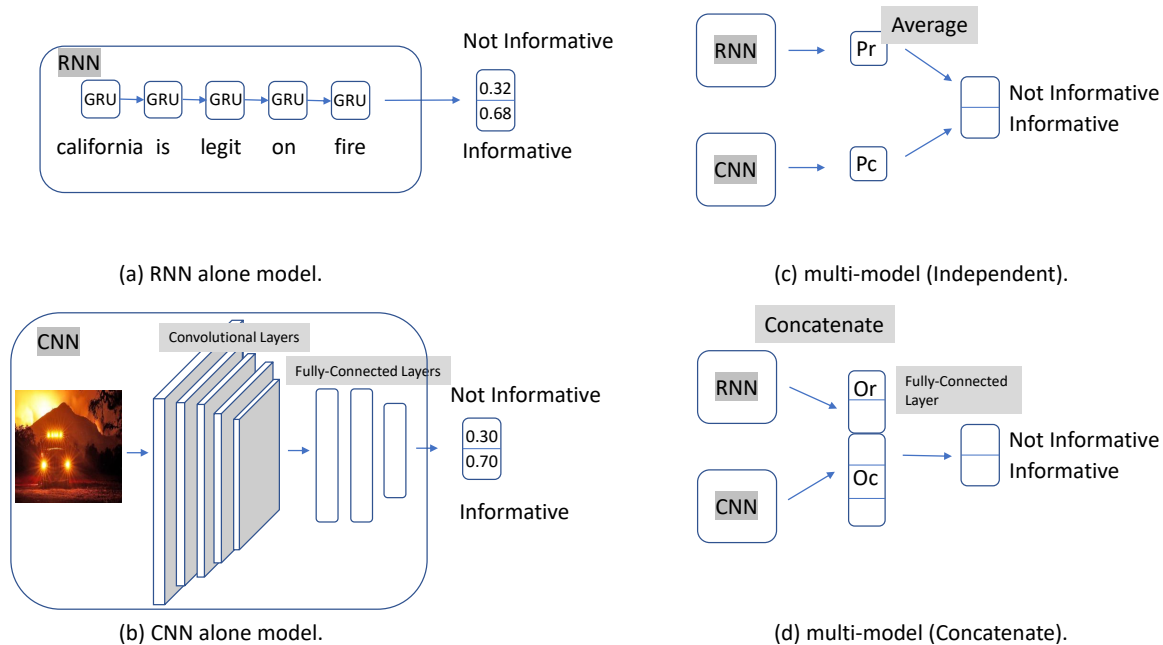 RNN
GRU GRU GRU GRU GRU
california is legit on fire
Not Informative
0.32
0.68
Informative
(a) RNN alone model.
CNN
Convolutional Layers
Fully-Connected Layers
Not Informative
0.30
0.70
Informative
(b) CNN alone model.
Average
RNN
Pr
CNN
Pc
Not Informative
Informative
(c) multi-model (Independent).
Concatenate
RNN
Or
Fully-Connected
Layer
CNN
Oc
Not Informative
Informative
(d) multi-model (Concatenate).